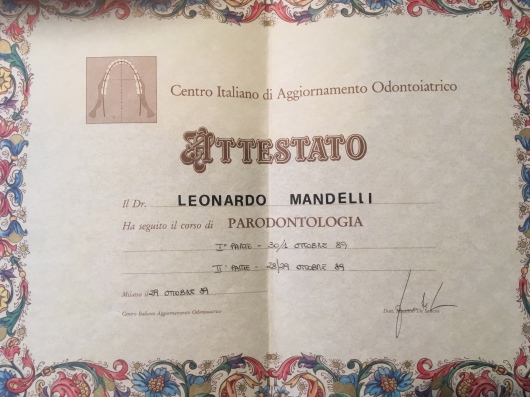 Centro Italiano di Aggiornamento Odontoiatrico
ATTESTATO
Il Dr. LEONARDO MANDELLI
Ha seguito il corso di PARODONTOLOGIA
I° PARTE - 30/1 OTTOBRE 89
II° PARTE - 28/29 OTTOBRE 89
Milano il 29 OTTOBRE 89
Centro Italiano Aggiornamento Odontoiatrico
Dott.